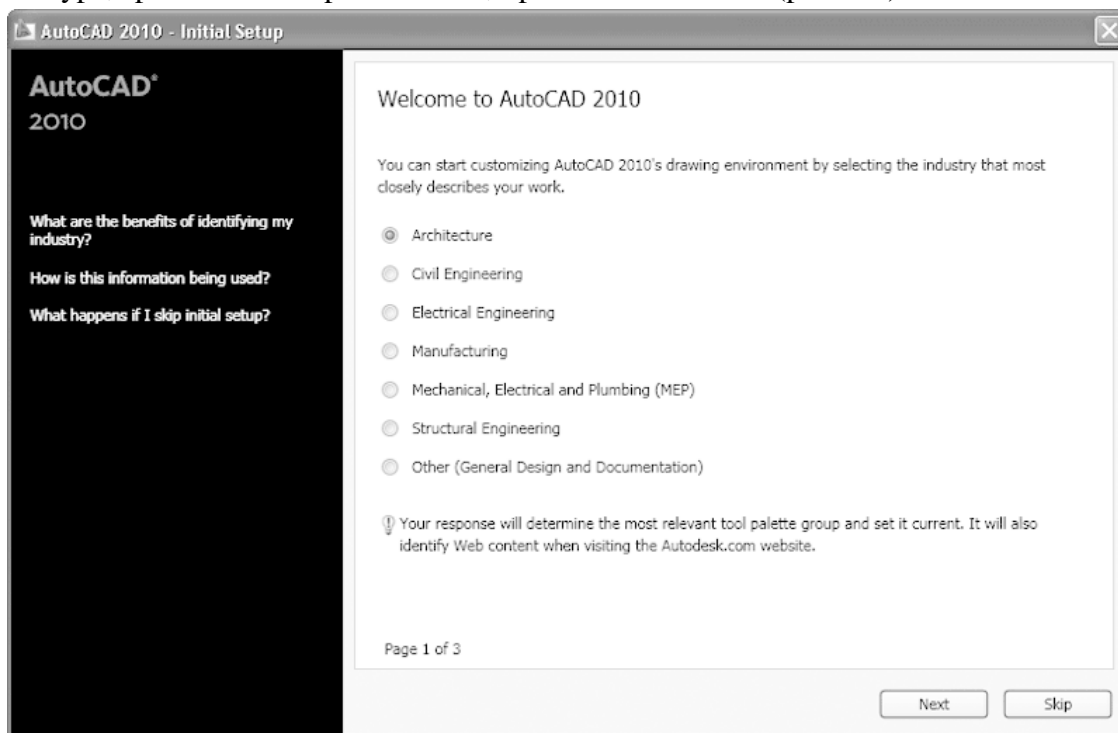 AutoCAD 2010 - Initial Setup
AutoCAD®
2010
What are the benefits of identifying my
industry?
How is this information being used?
What happens if I skip initial setup?
Welcome to AutoCAD 2010
You can start customizing AutoCAD 2010's drawing environment by selecting the industry that most
closely describes your work.
Architecture
Civil Engineering
Electrical Engineering
Manufacturing
Mechanical, Electrical and Plumbing (MEP)
Structural Engineering
Other (General Design and Documentation)
Your response will determine the most relevant tool palette group and set it current. It will also
identify Web content when visiting the Autodesk.com website.
Page 1 of 3
Next
Skip